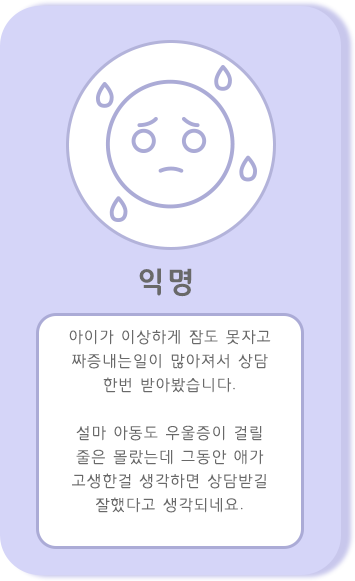 익명
아이가 이상하게 잠도 못자고
짜증내는일이 많아져서 상담
한번 받아봤습니다.
설마 아동도 우울증이 걸릴
줄은 몰랐는데 그동안 애가
고생한걸 생각하면 상담받길
잘했다고 생각되네요.